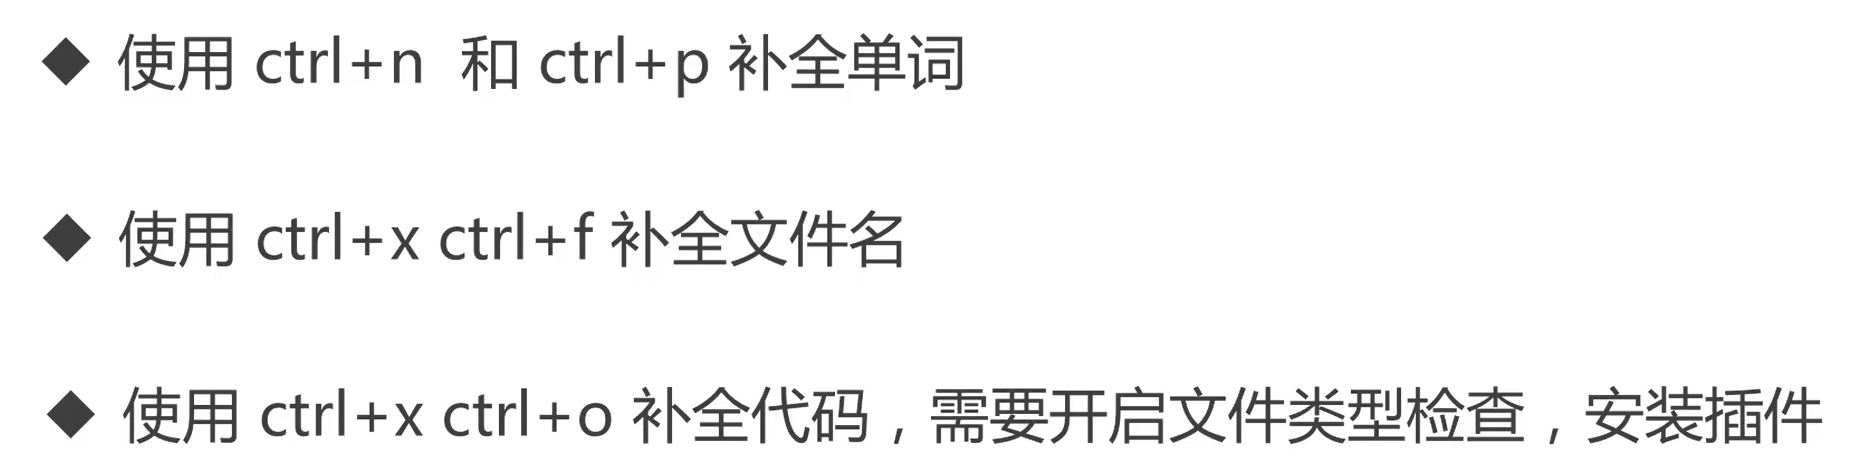 ◆ 使用 ctrl+n 和 ctrl+p 补全单词
◆ 使用 ctrl+x ctrl+f 补全文件名
◆ 使用 ctrl+x ctrl+o 补全代码，需要开启文件类型检查，安装插件